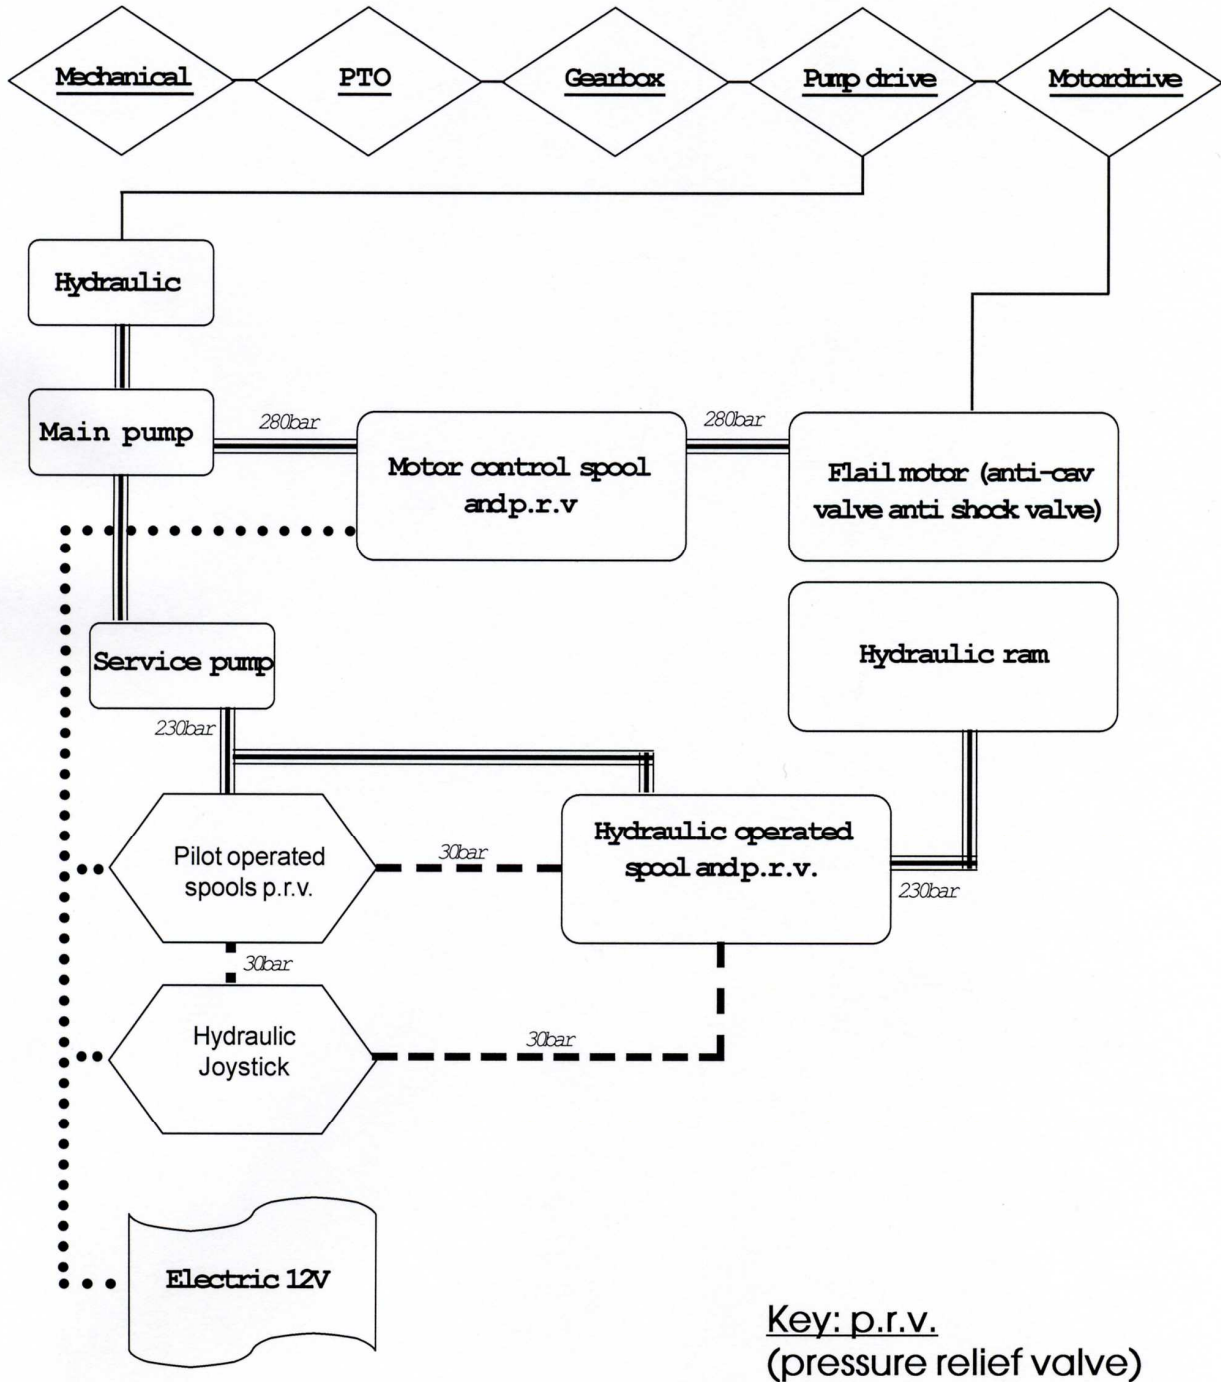 Mechanical
PTO
Gearbox
Pump drive
Motordrive
Hydraulic
Main pump
280bar
Motor control spool
and p.r.v
280bar
Flail motor (anti-cav
valve anti shock valve)
Service pump
Hydraulic ram
230bar
Pilot operated
spools p.r.v.
30bar
Hydraulic operated
spool and p.r.v.
230bar
30bar
Hydraulic
Joystick
30bar
Electric 12V
Key: p.r.v.
(pressure relief valve)